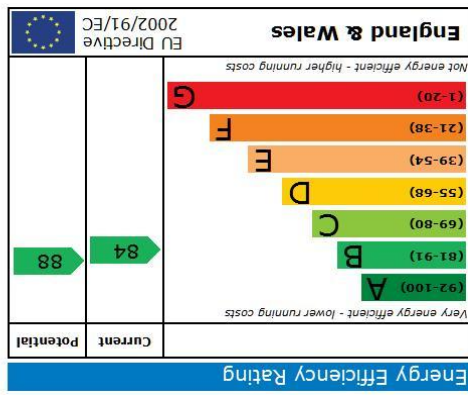 Energy Efficiency Rating
Current
Potential
Very energy efficient - lower running costs
(92-100) A
(81-91) B
(69-80) C
(55-68) D
(39-54) E
(21-38) F
(1-20) G
84
88
Not energy efficient - higher running costs
England & Wales
EU Directive
2002/91/EC